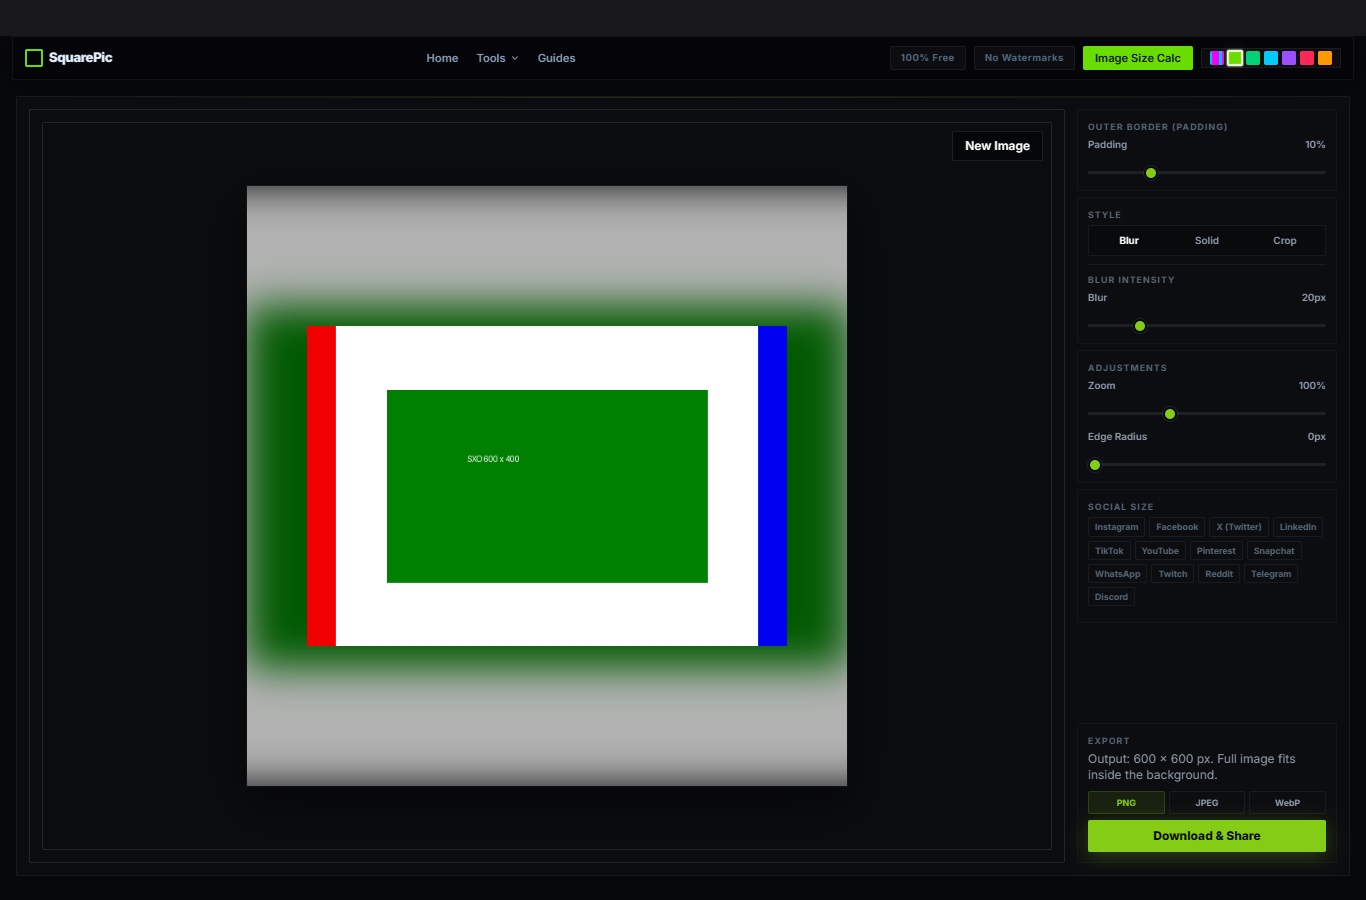 SquarePic
Home Tools Guides
100% Free No Watermarks Image Size Calc
New Image
SXO 600 x 400
OUTER BORDER (PADDING)
Padding 10%
STYLE
Blur Solid Crop
BLUR INTENSITY
Blur 20px
ADJUSTMENTS
Zoom 100%
Edge Radius 0px
SOCIAL SIZE
Instagram Facebook X (Twitter) LinkedIn
TikTok YouTube Pinterest Snapchat
WhatsApp Twitch Reddit Telegram
Discord
EXPORT
Output: 600 × 600 px. Full image fits
inside the background.
PNG JPEG WebP
Download & Share